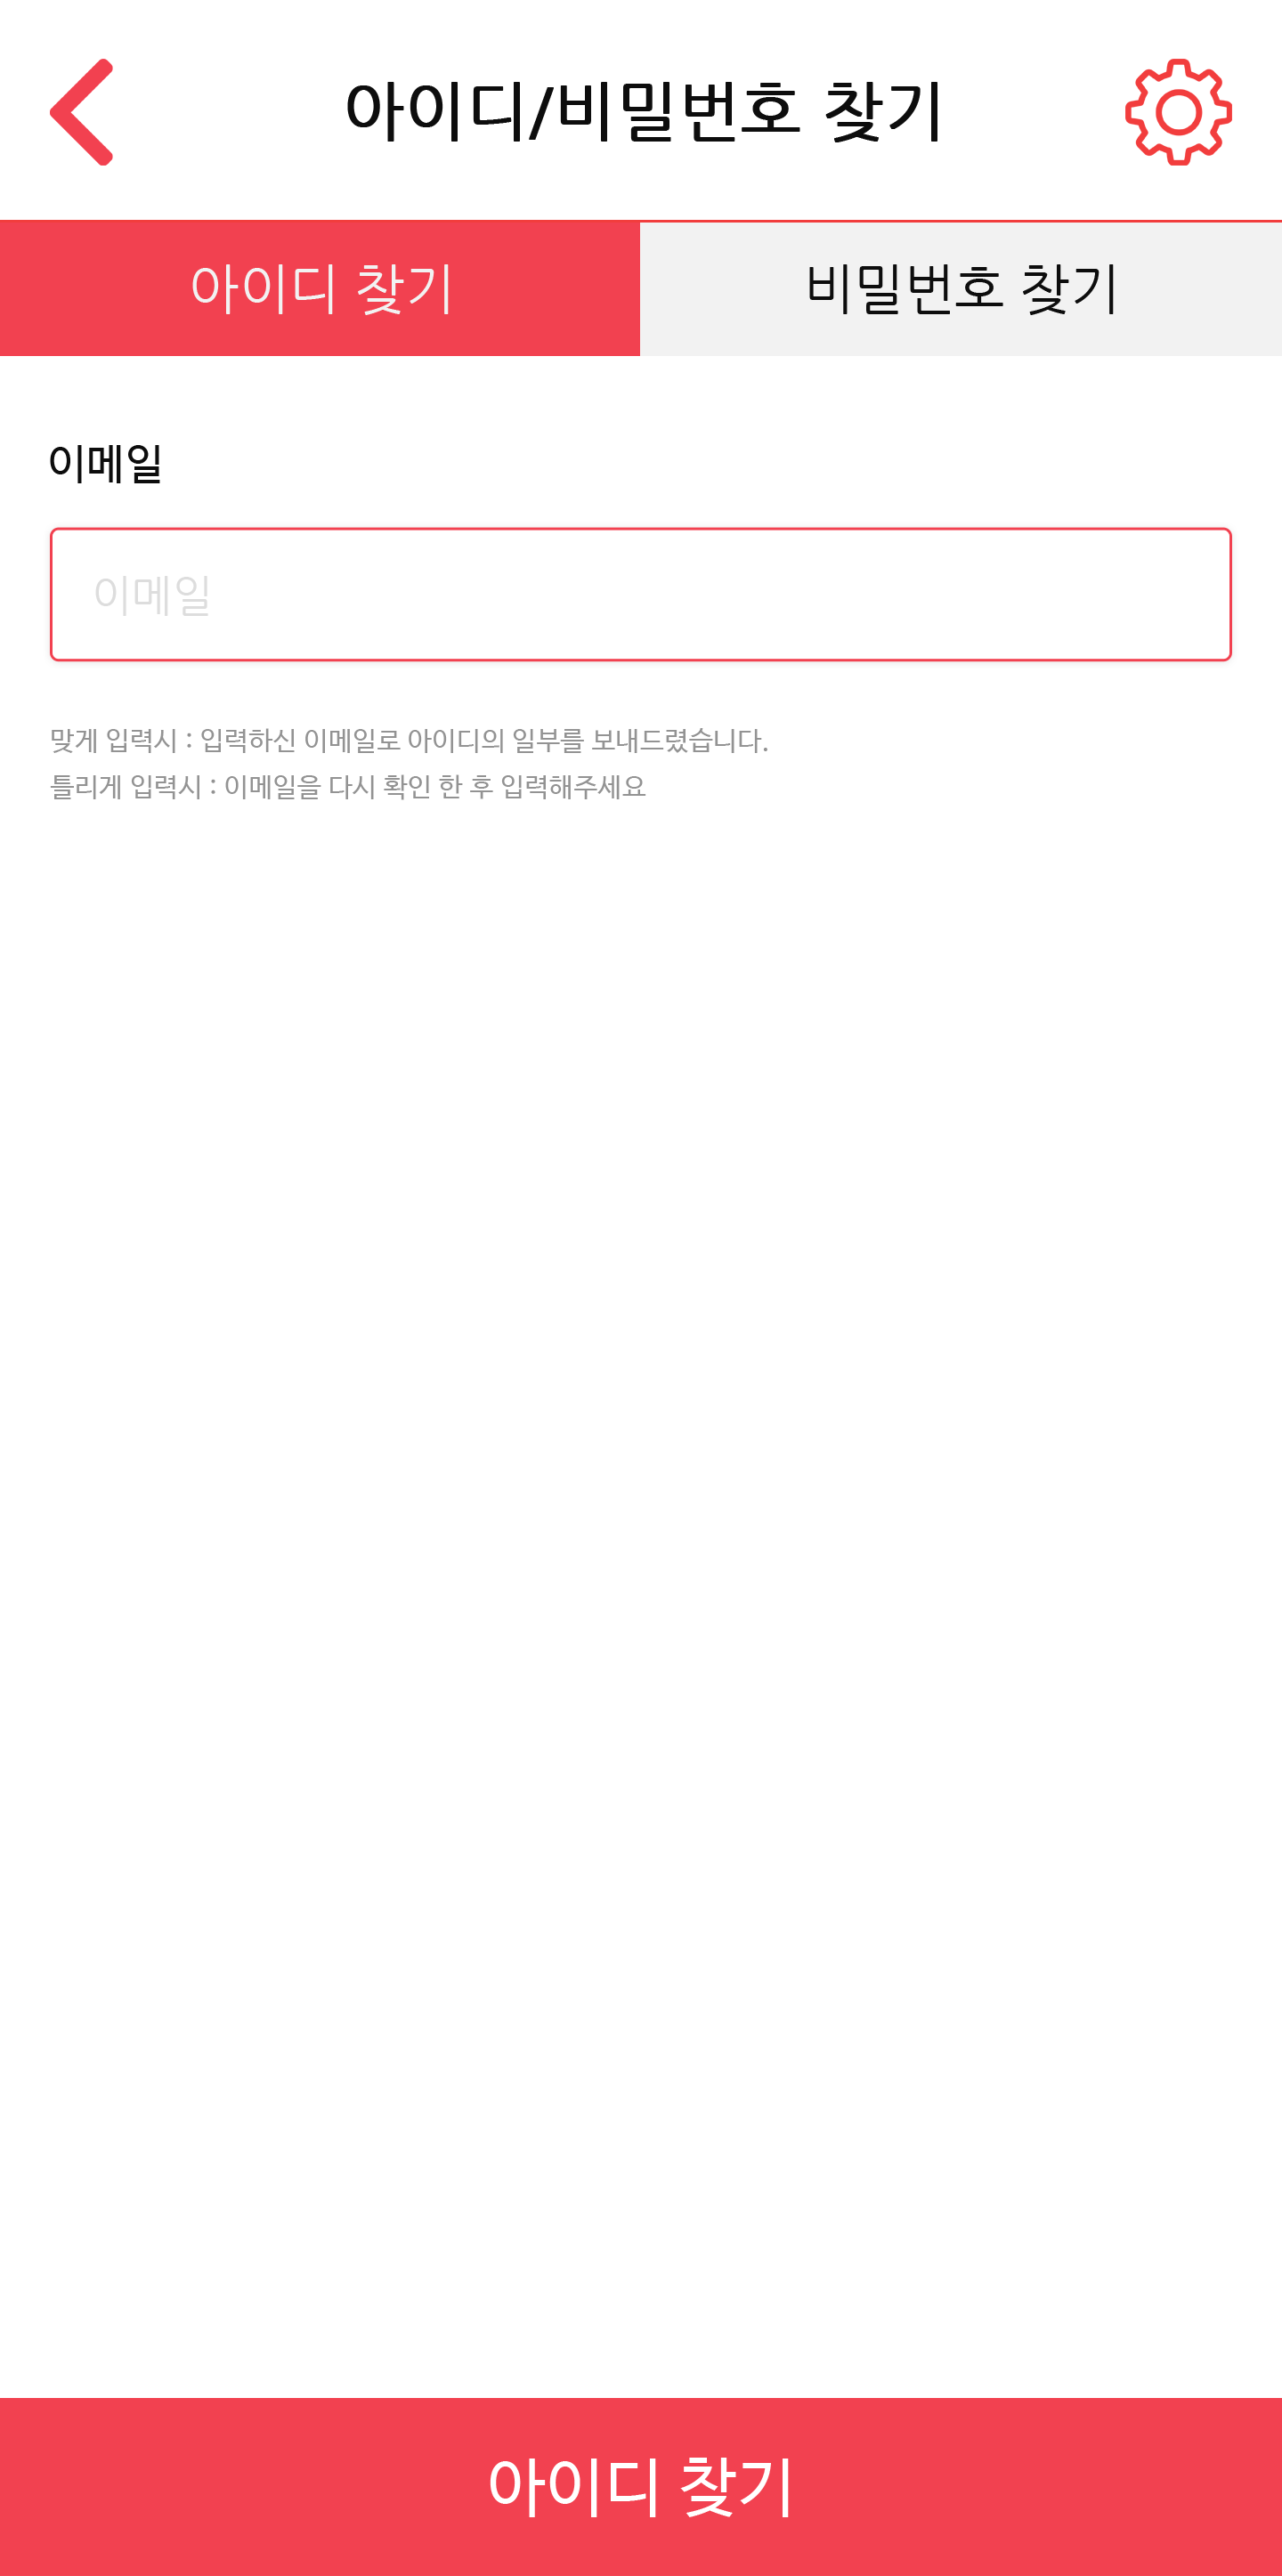 아이디/비밀번호 찾기
아이디 찾기
비밀번호 찾기
이메일
이메일
맞게 입력시 : 입력하신 이메일로 아이디의 일부를 보내드렸습니다.
틀리게 입력시 : 이메일을 다시 확인 한 후 입력해주세요
아이디 찾기